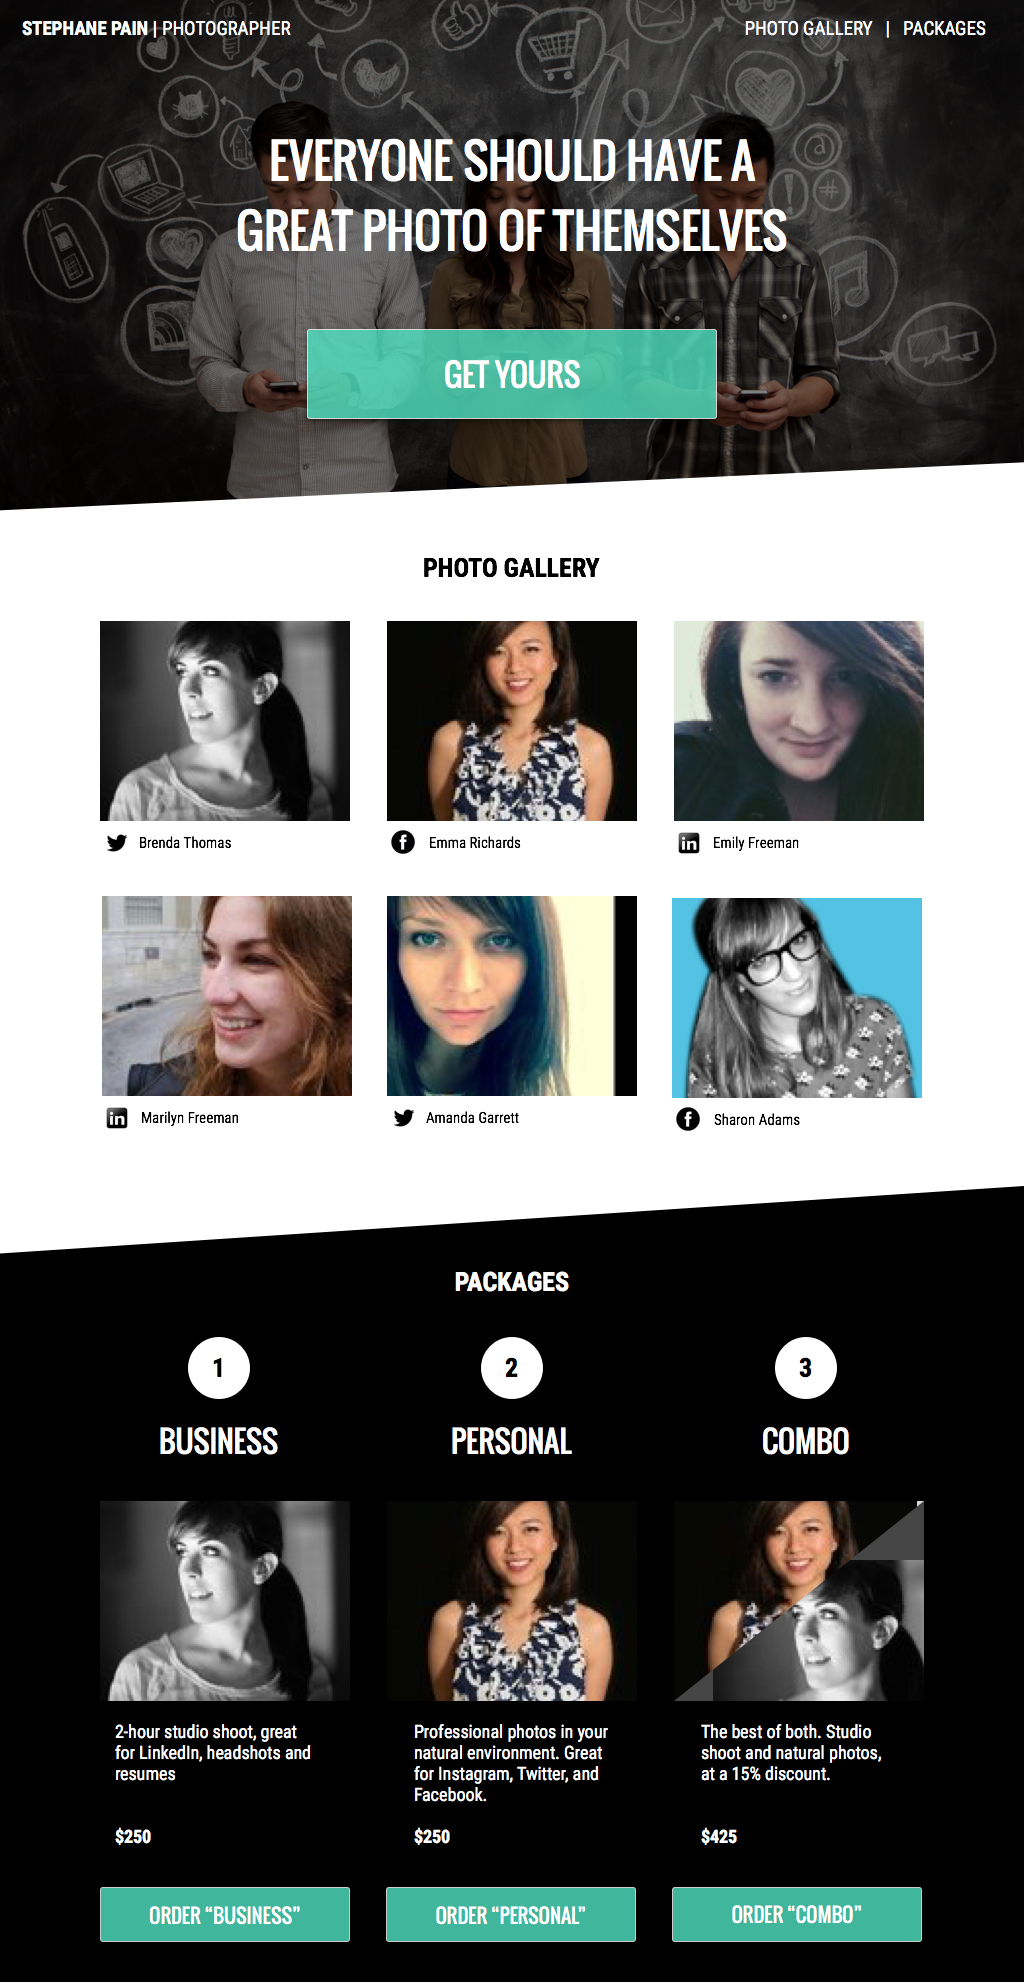 STEPHANE PAIN | PHOTOGRAPHER
PHOTO GALLERY | PACKAGES
EVERYONE SHOULD HAVE A
GREAT PHOTO OF THEMSELVES
GET YOURS
PHOTO GALLERY
Brenda Thomas
Emma Richards
in Emily Freeman
in Marilyn Freeman
Amanda Garrett
Sharon Adams
PACKAGES
1
BUSINESS
2-hour studio shoot, great
for LinkedIn, headshots and
resumes
$250
ORDER “BUSINESS”
2
PERSONAL
Professional photos in your
natural environment. Great
for Instagram, Twitter, and
Facebook.
$250
ORDER “PERSONAL”
3
COMBO
The best of both. Studio
shoot and natural photos,
at a 15% discount.
$425
ORDER “COMBO”